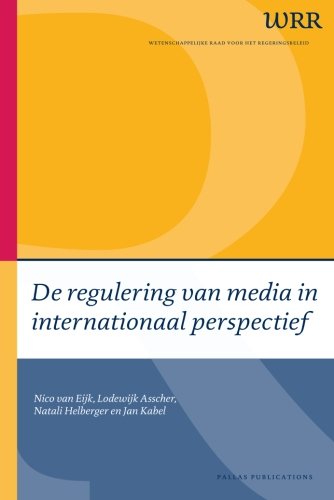 WRR
WETENSCHAPPELIJKE RAAD VOOR HET REGERINGSBELEID
De regulering van media in
internationaal perspectief
Nico van Eijk, Lodewijk Asscher,
Natali Helberger en Jan Kabel
PALLAS PUBLICATIONS